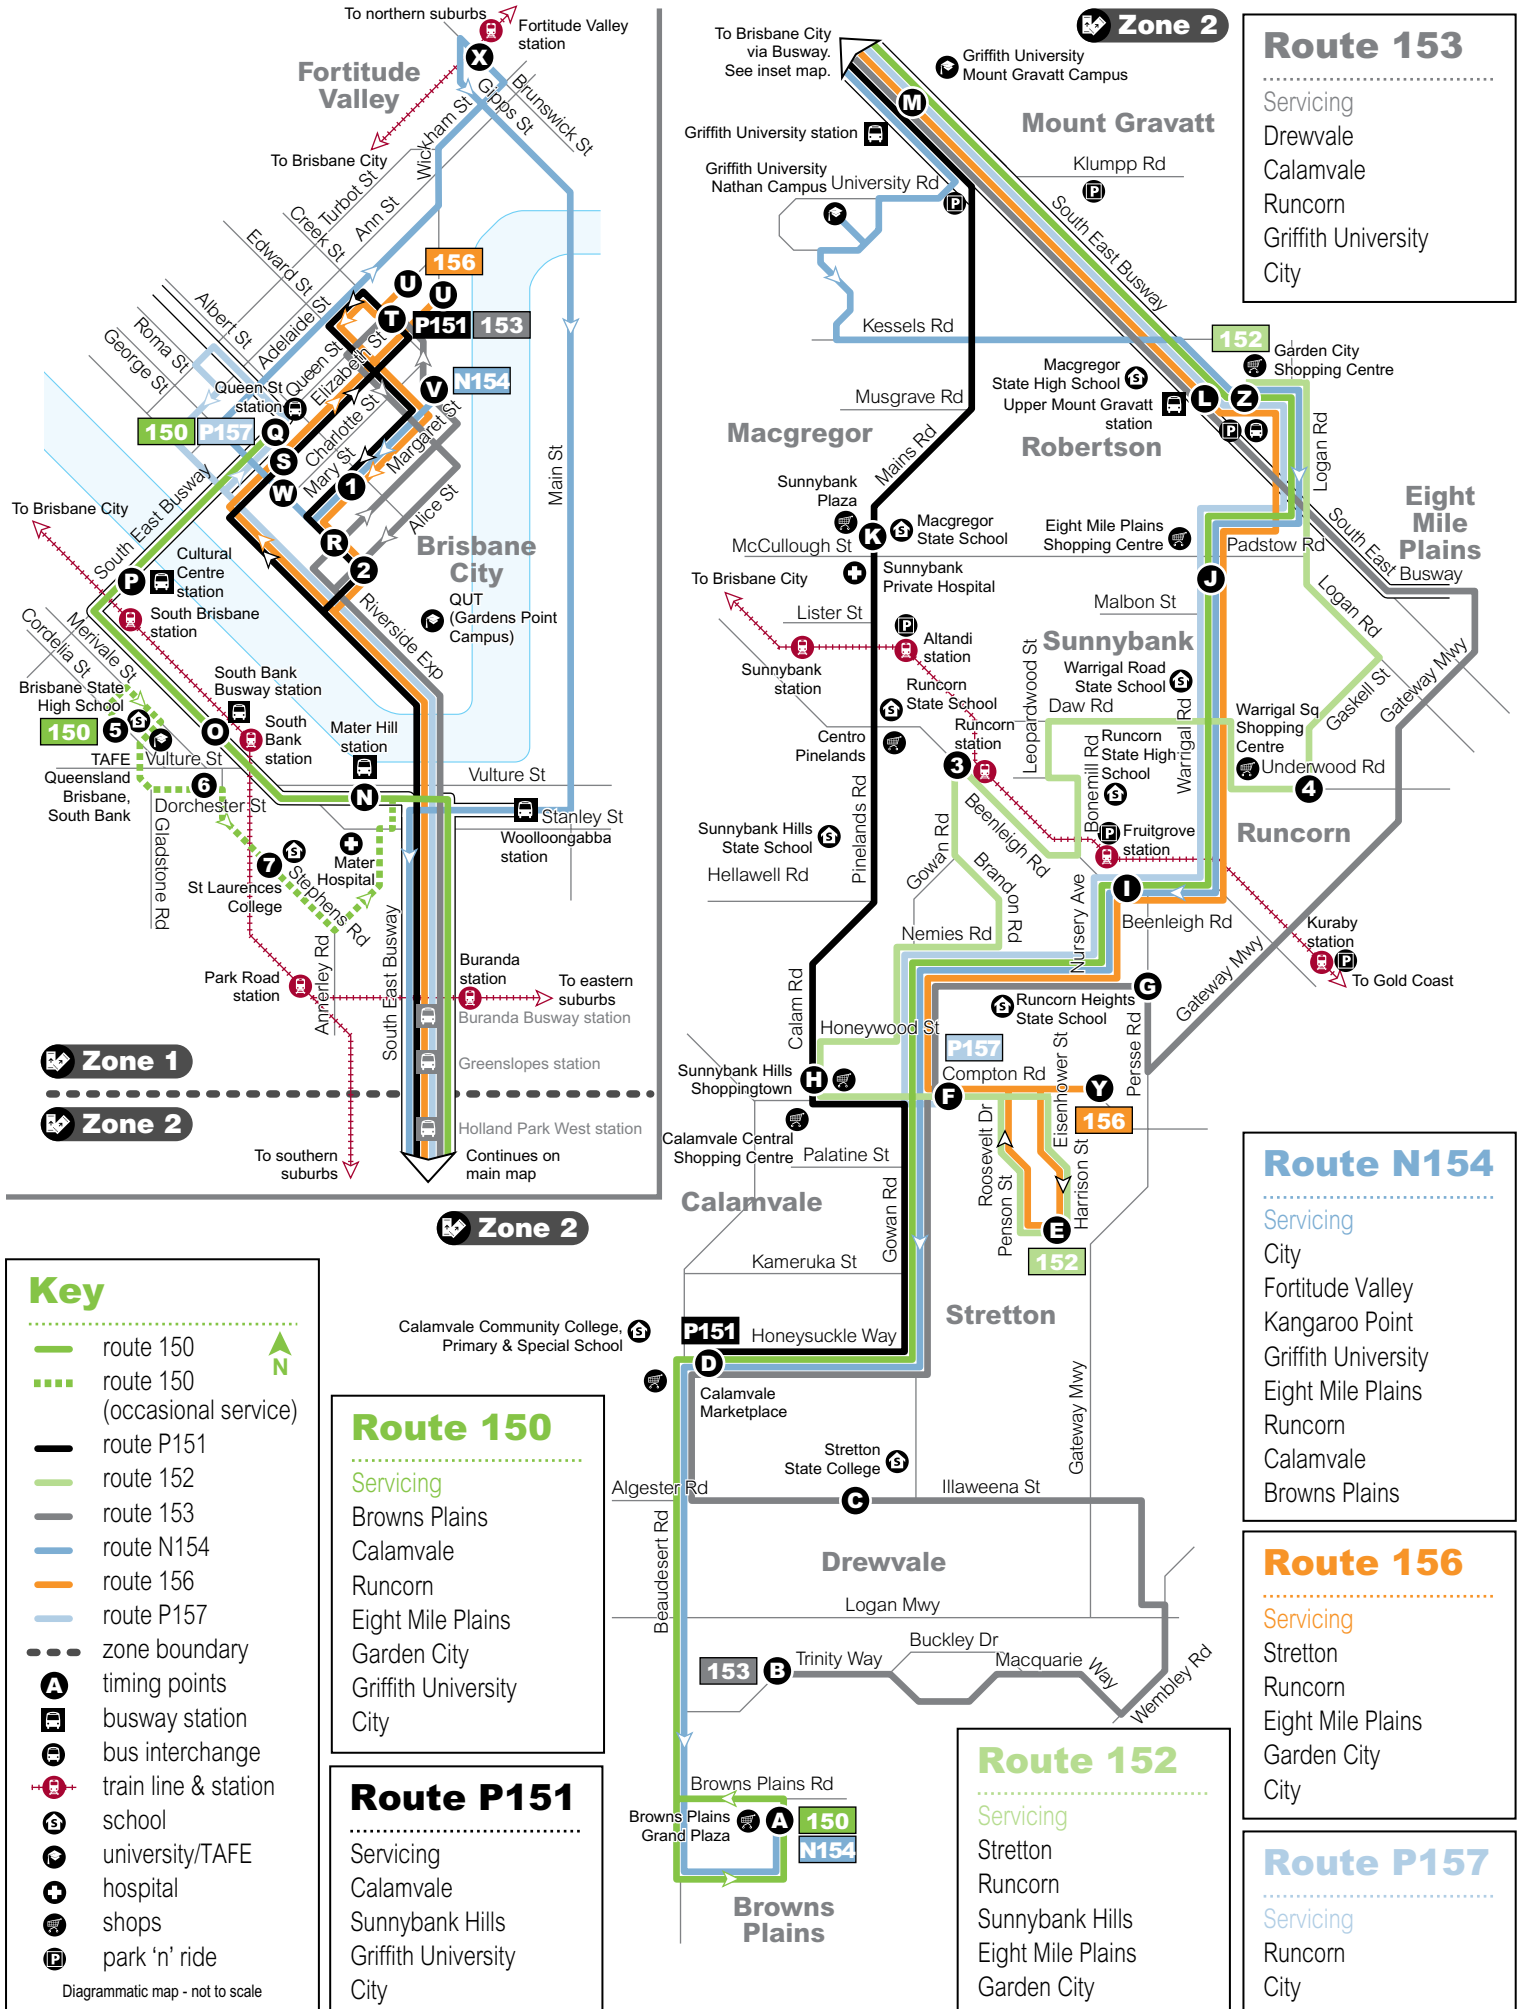 To northern suburbs
Fortitude Valley
station
X
Fortitude
Valley
Gipps St
Brunswick St
Wickham St
To Brisbane City
Turbot St
Ann St
Creek St
Edward St
Adelaide St
Albert St
Roma St
George St
156
U
U
T
P151
153
Queen St
Elizabeth St
Queen St
station
V
N154
150
P157
Q
S
W
Charlotte St
Mary St
1
Margaret St
Alice St
Main St
South East Busway
To Brisbane City
R
2
Brisbane
City
P
Cultural
Centre
station
QUT
(Gardens Point
Campus)
South Brisbane
station
Riverside Exp
Merivale St
Cordelia St
Brisbane State
High School
South Bank
Busway station
South
Bank
station
Mater Hill
station
150
5
O
TAFE
Queensland
Brisbane,
South Bank
Vulture St
6
Dorchester St
Gladstone Rd
N
Vulture St
Stanley St
Woolloongabba
station
7
Mater
Hospital
St Laurences
College
Stephens Rd
Annerley Rd
South East Busway
Park Road
station
Buranda
station
To eastern
suburbs
Buranda Busway station
Greenslopes station
Zone 1
Zone 2
Holland Park West station
To southern
suburbs
Continues on
main map
Zone 2
To Brisbane City
via Busway.
See inset map.
Zone 2
Griffith University
Mount Gravatt Campus
M
Griffith University station
Mount Gravatt
Klumpp Rd
Griffith University
Nathan Campus
University Rd
South East Busway
Kessels Rd
152
Garden City
Shopping Centre
Macgregor
State High School
Upper Mount Gravatt
station
L
Z
Musgrave Rd
Macgregor
Mains Rd
Robertson
Logan Rd
Sunnybank
Plaza
Macgregor
State School
K
Eight Mile Plains
Shopping Centre
Eight
Mile
Plains
McCullough St
Padstow Rd
South East
Busway
Sunnybank
Private Hospital
J
To Brisbane City
Malbon St
Logan Rd
Lister St
Altandi
station
Sunnybank
Sunnybank
station
Leopardwood St
Warrigal Road
State School
Gaskell St
Gateway Mwy
Runcorn
State School
Daw Rd
Centro
Pinelands
Runcorn
station
3
Bonemill Rd
Runcorn
State High
School
Warrigal Rd
Warrigal Sq
Shopping
Centre
Underwood Rd
4
Pinelands Rd
Beenleigh Rd
Fruitgrove
station
Runcorn
Sunnybank Hills
State School
Hellawell Rd
Gowan Rd
Brandon Rd
Nemies Rd
Nursery Ave
I
Beenleigh Rd
Kuraby
station
To Gold Coast
G
Gateway Mwy
Calam Rd
Honeywood St
Runcorn Heights
State School
Persse Rd
P157
Compton Rd
Sunnybank Hills
Shoppingtown
H
F
Y
156
Calamvale Central
Shopping Centre
Palatine St
Roosevelt Dr
Penson St
Eisenhower St
Harrison St
E
152
Calamvale
Gowan Rd
Kameruka St
Stretton
Calamvale Community College,
Primary & Special School
P151
Honeysuckle Way
D
Calamvale
Marketplace
Gateway Mwy
Stretton
State College
Algester Rd
C
Illaweena St
Beaudesert Rd
Drewvale
Logan Mwy
153
B
Trinity Way
Buckley Dr
Macquarie Way
Wembley Rd
Browns Plains Rd
Browns Plains
Grand Plaza
A
150
N154
Browns
Plains
Key
N
route 150
route 150
(occasional service)
route P151
route 152
route 153
route N154
route 156
route P157
zone boundary
A
timing points
busway station
bus interchange
train line & station
school
university/TAFE
hospital
shops
park ‘n’ ride
Diagrammatic map - not to scale
Route 150
Servicing
Browns Plains
Calamvale
Runcorn
Eight Mile Plains
Garden City
Griffith University
City
Route P151
Servicing
Calamvale
Sunnybank Hills
Griffith University
City
Route 152
Servicing
Stretton
Runcorn
Sunnybank Hills
Eight Mile Plains
Garden City
Route 153
Servicing
Drewvale
Calamvale
Runcorn
Griffith University
City
Route N154
Servicing
City
Fortitude Valley
Kangaroo Point
Griffith University
Eight Mile Plains
Runcorn
Calamvale
Browns Plains
Route 156
Servicing
Stretton
Runcorn
Eight Mile Plains
Garden City
City
Route P157
Servicing
Runcorn
City